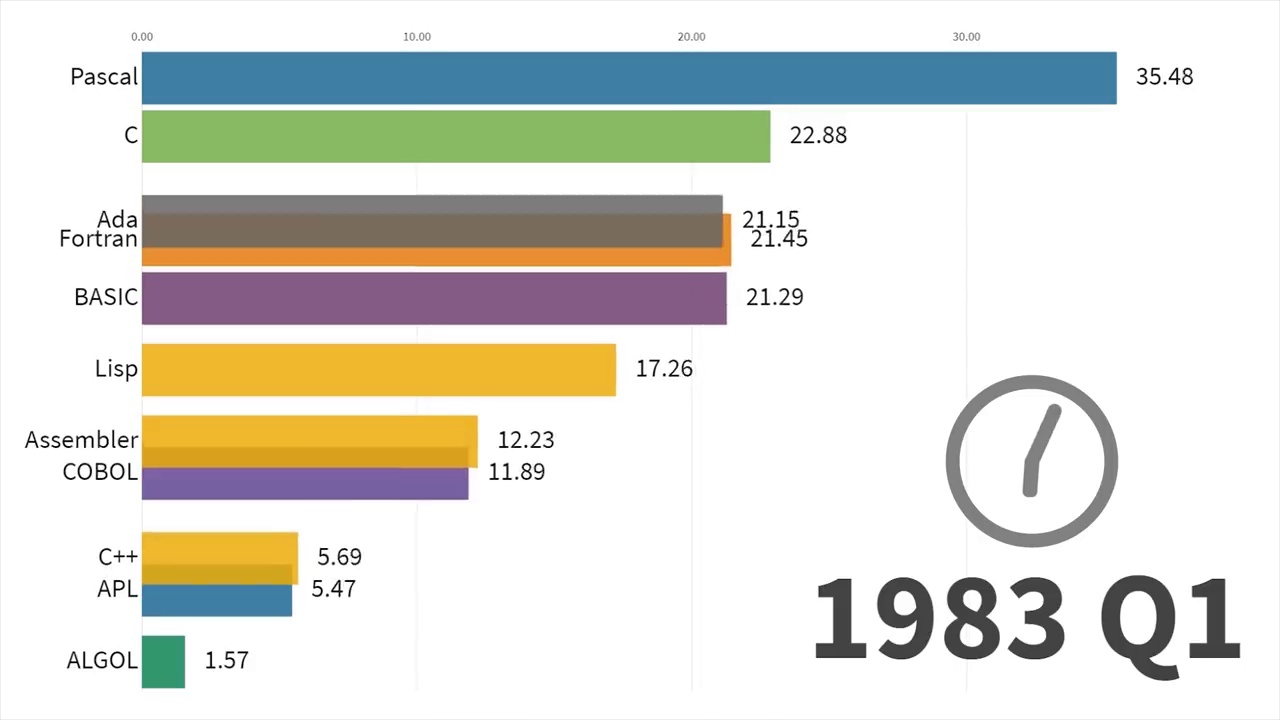 0.00 10.00 20.00 30.00
Pascal 35.48
C 22.88
Ada 21.15
Fortran 21.45
BASIC 21.29
Lisp 17.26
Assembler 12.23
COBOL 11.89
C++ 5.69
APL 5.47
ALGOL 1.57
1983 Q1